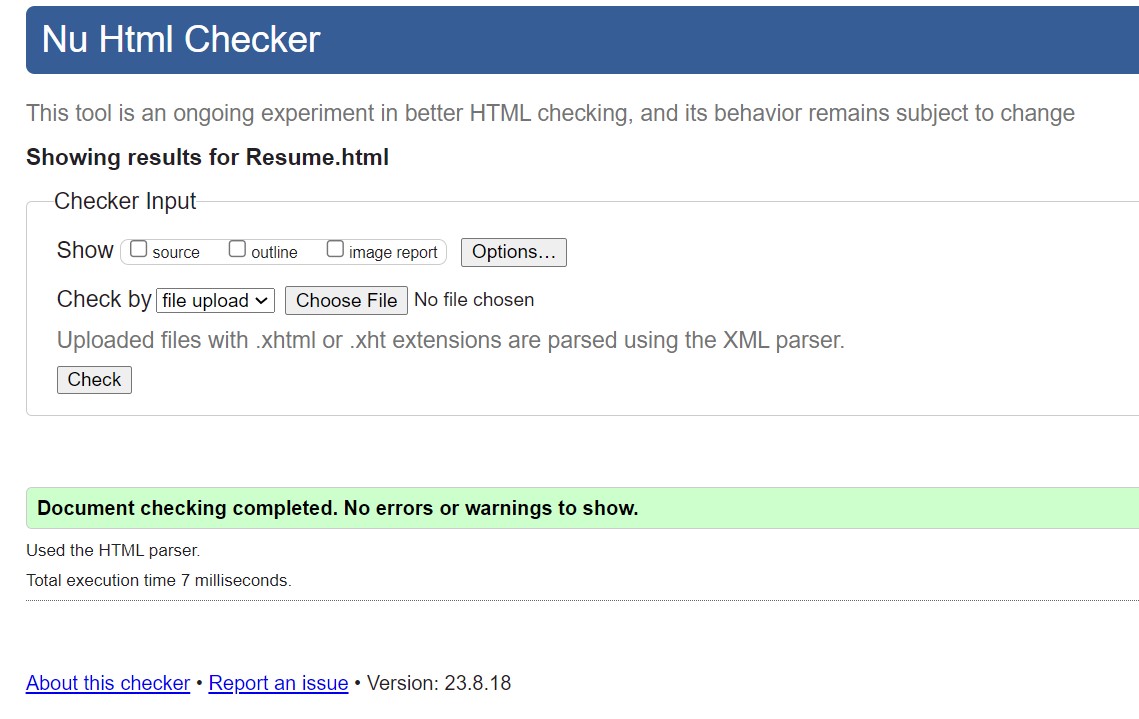 Nu Html Checker
This tool is an ongoing experiment in better HTML checking, and its behavior remains subject to change
Showing results for Resume.html
Checker Input
Show source outline image report Options…
Check by file upload Choose File No file chosen
Uploaded files with .xhtml or .xht extensions are parsed using the XML parser.
Check
Document checking completed. No errors or warnings to show.
Used the HTML parser.
Total execution time 7 milliseconds.
About this checker • Report an issue • Version: 23.8.18